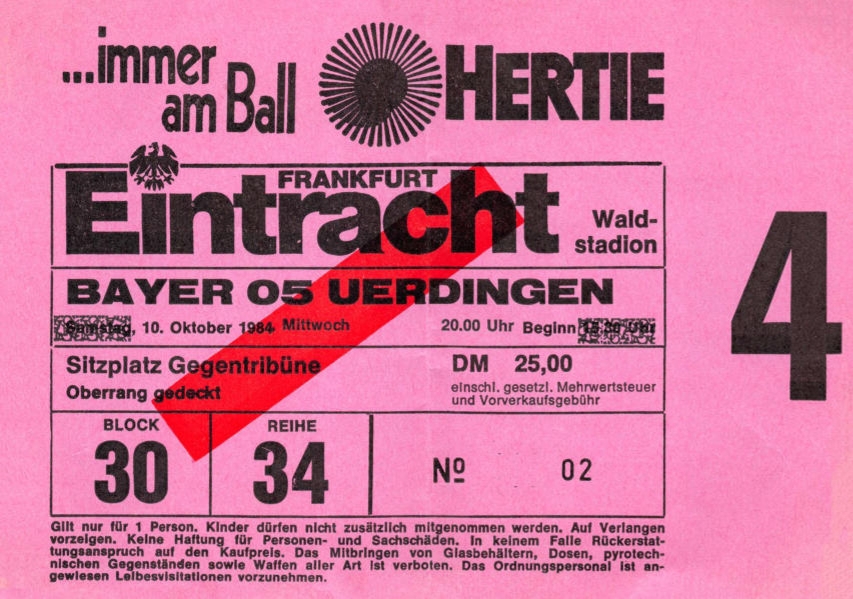 ...immer
am Ball
HERTIE
FRANKFURT
Eintracht
Wald-
stadion
BAYER 05 UERDINGEN
Samstag, 10. Oktober 1984 Mittwoch 20.00 Uhr Beginn 15.30 Uhr
Sitzplatz Gegentribüne
Oberrang gedeckt
DM 25,00
einschl. gesetzl. Mehrwertsteuer
und Vorverkaufsgebühr
BLOCK
30
REIHE
34
Nº 02
4
Gilt nur für 1 Person. Kinder dürfen nicht zusätzlich mitgenommen werden. Auf Verlangen
vorzeigen. Keine Haftung für Personen- und Sachschäden. In keinem Falle Rückerstat-
tungsanspruch auf den Kaufpreis. Das Mitbringen von Glasbehältern, Dosen, pyrotech-
nischen Gegenständen sowie Waffen aller Art ist verboten. Das Ordnungspersonal ist an-
gewiesen Leibesvisitationen vorzunehmen.